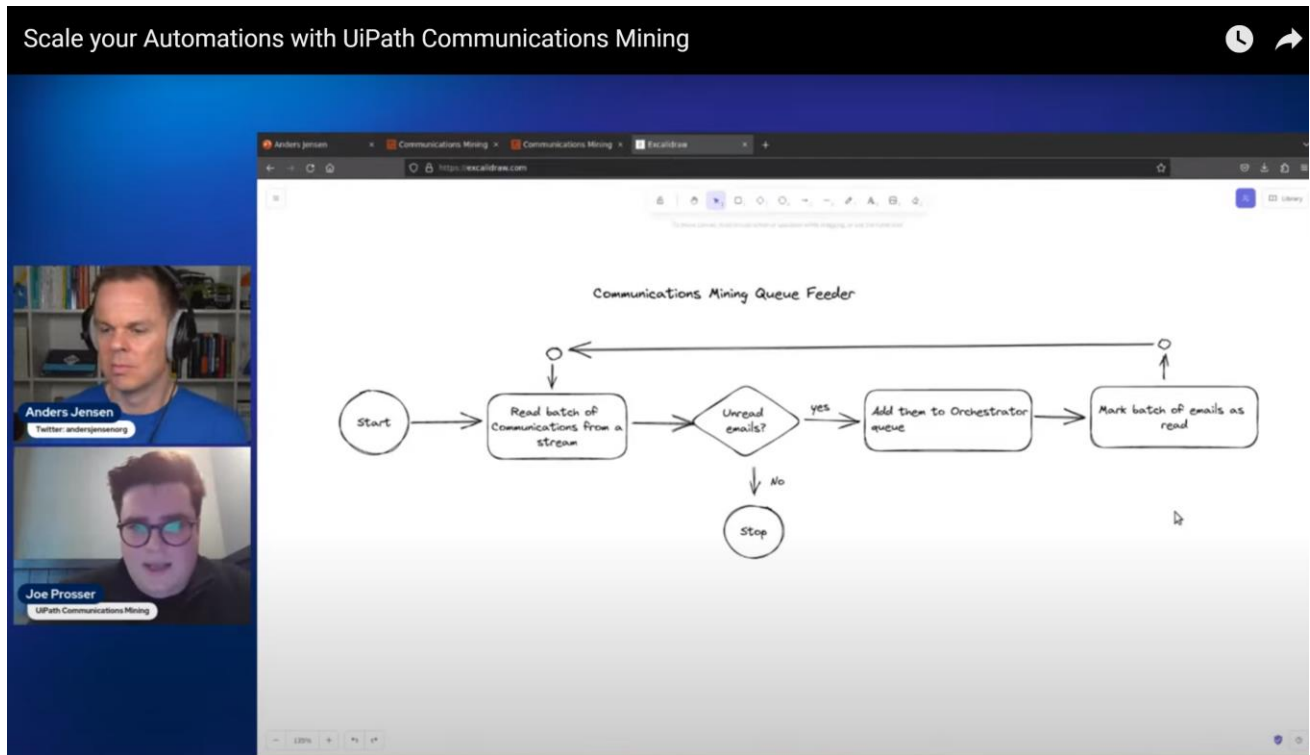 Scale your Automations with UiPath Communications Mining
Anders Jensen
Communications Mining
Communications Mining
Excalidraw
https://excalidraw.com
Library
Communications Mining Queue Feeder
Start
Read batch of
Communications from a
stream
Unread
emails?
yes
Add them to Orchestrator
queue
Mark batch of emails as
read
No
Stop
Anders Jensen
Twitter: andersjensenorg
Joe Prosser
UiPath Communications Mining